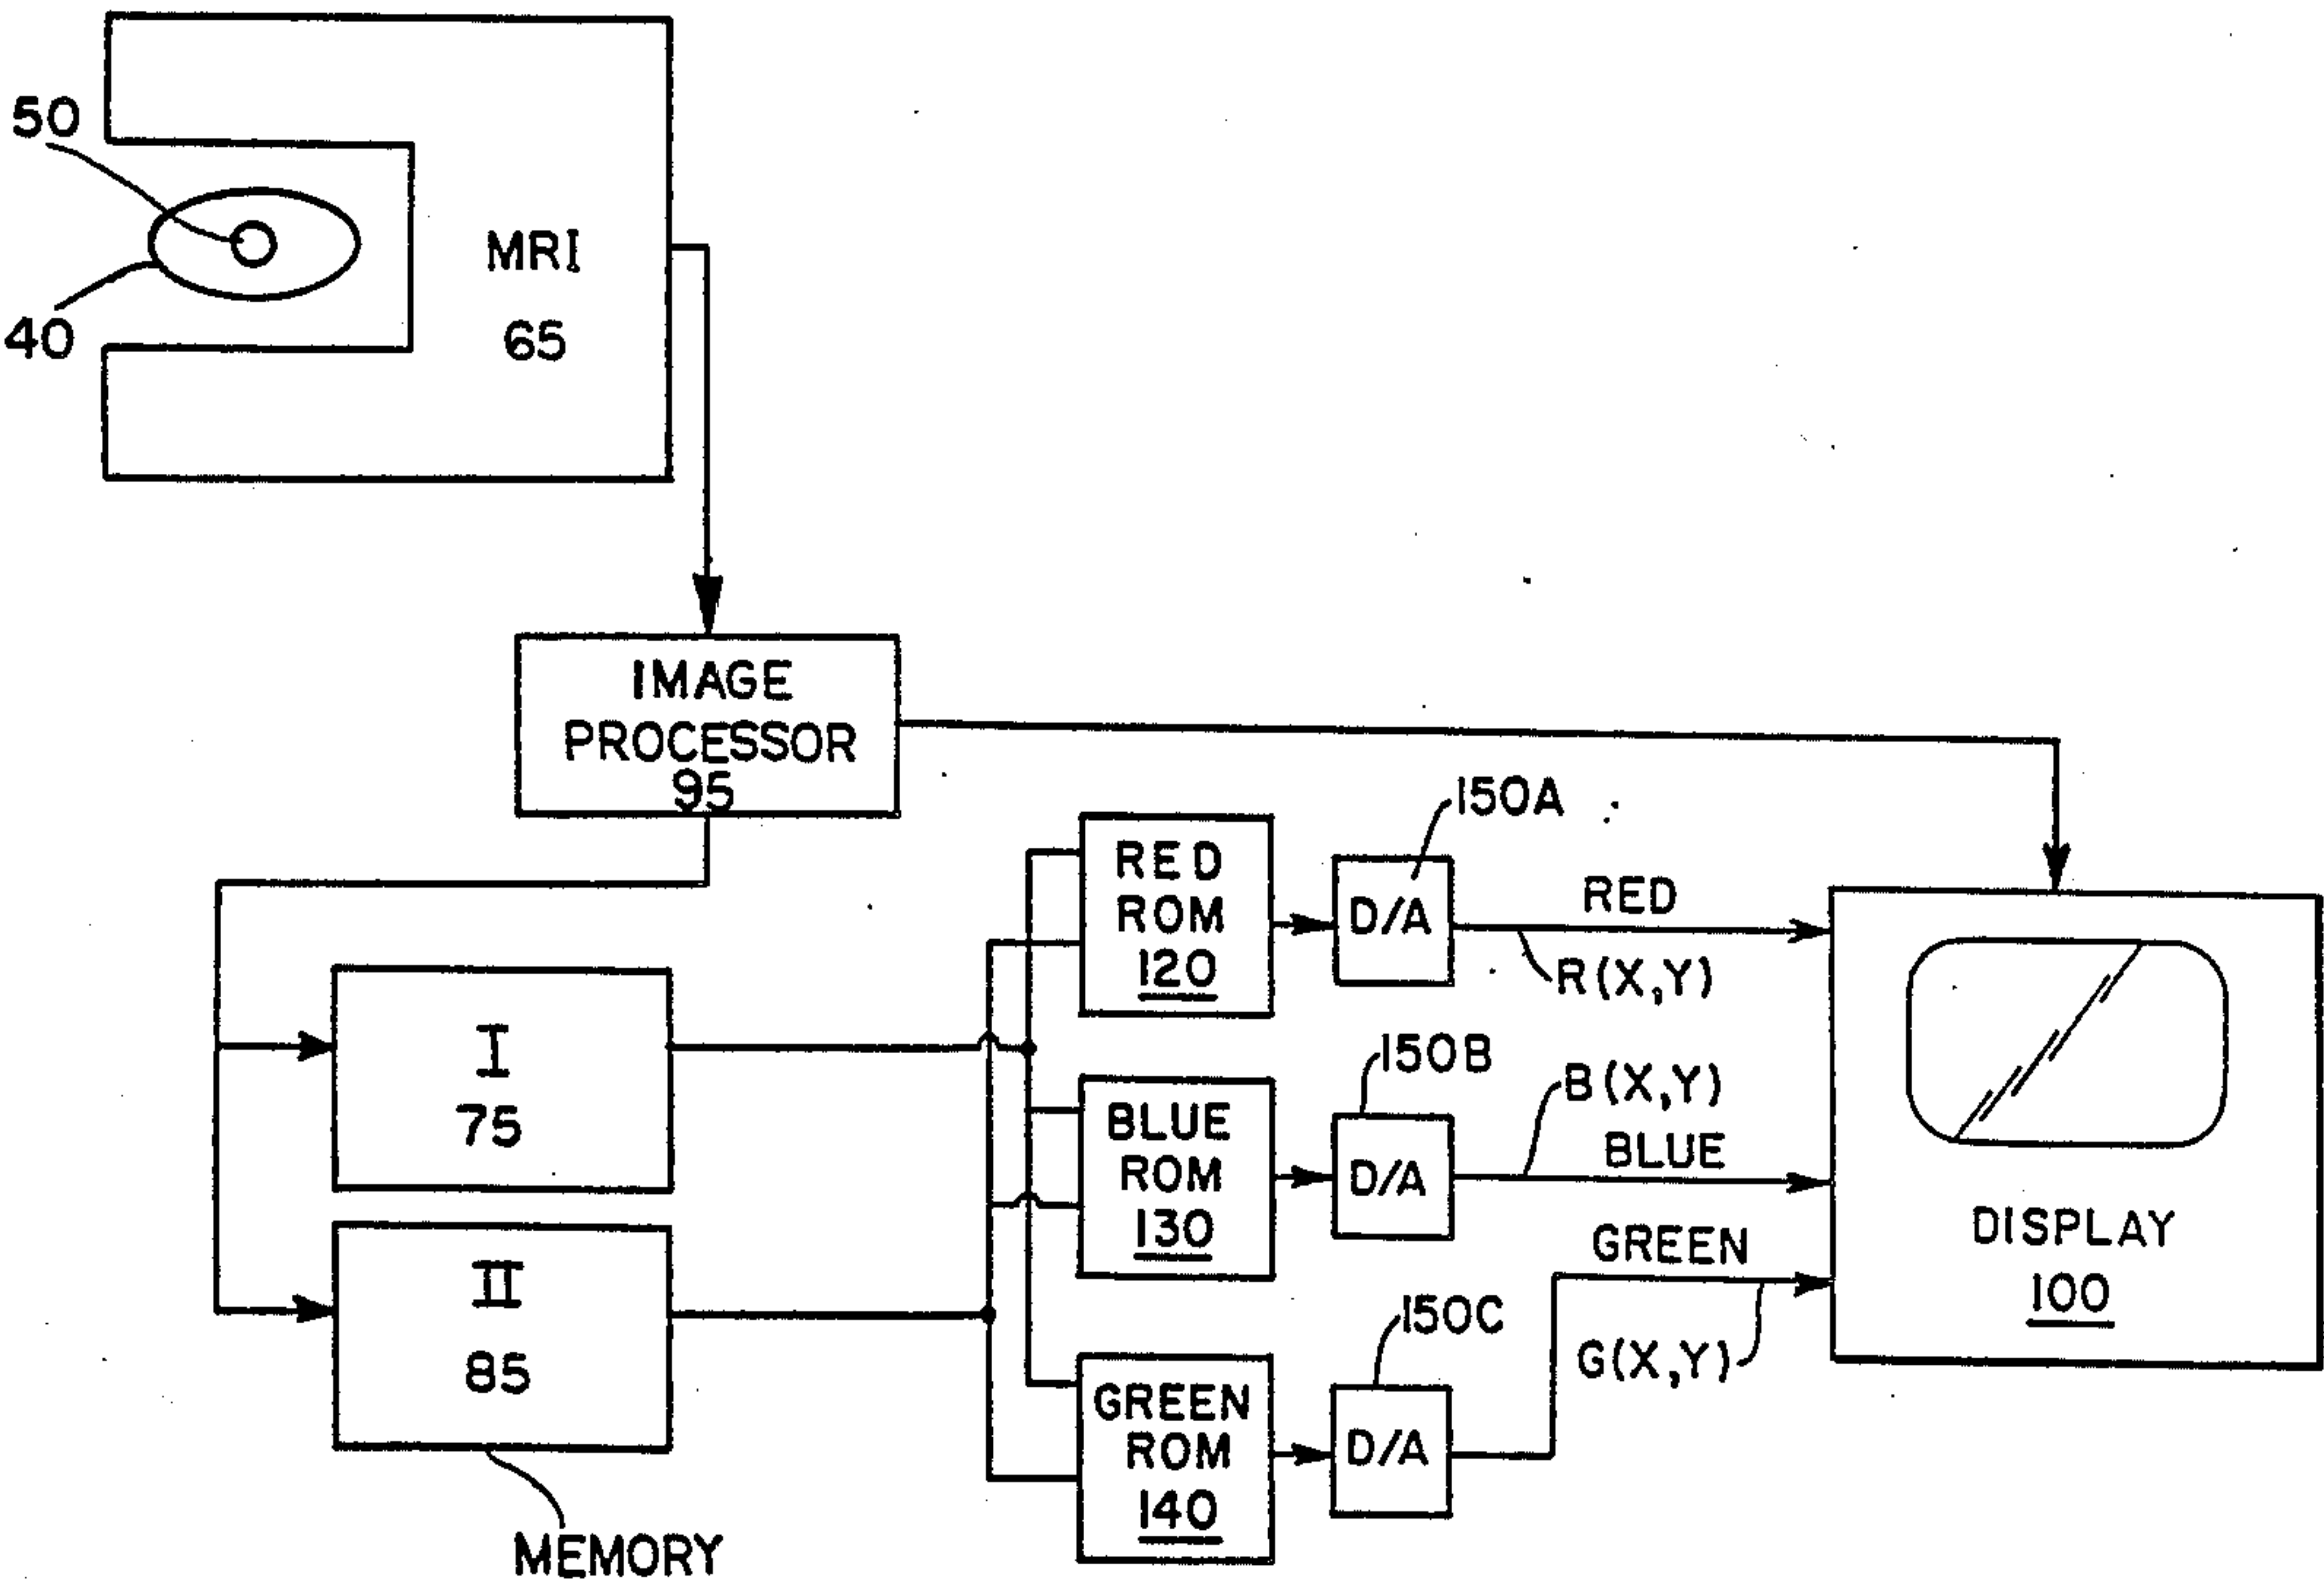 50
40
MRI
65
IMAGE
PROCESSOR
95
I
75
II
85
MEMORY
RED
ROM
120
BLUE
ROM
130
GREEN
ROM
140
150A
D/A
150B
D/A
150C
D/A
RED
R(X,Y)
B(X,Y)
BLUE
GREEN
G(X,Y)
DISPLAY
100